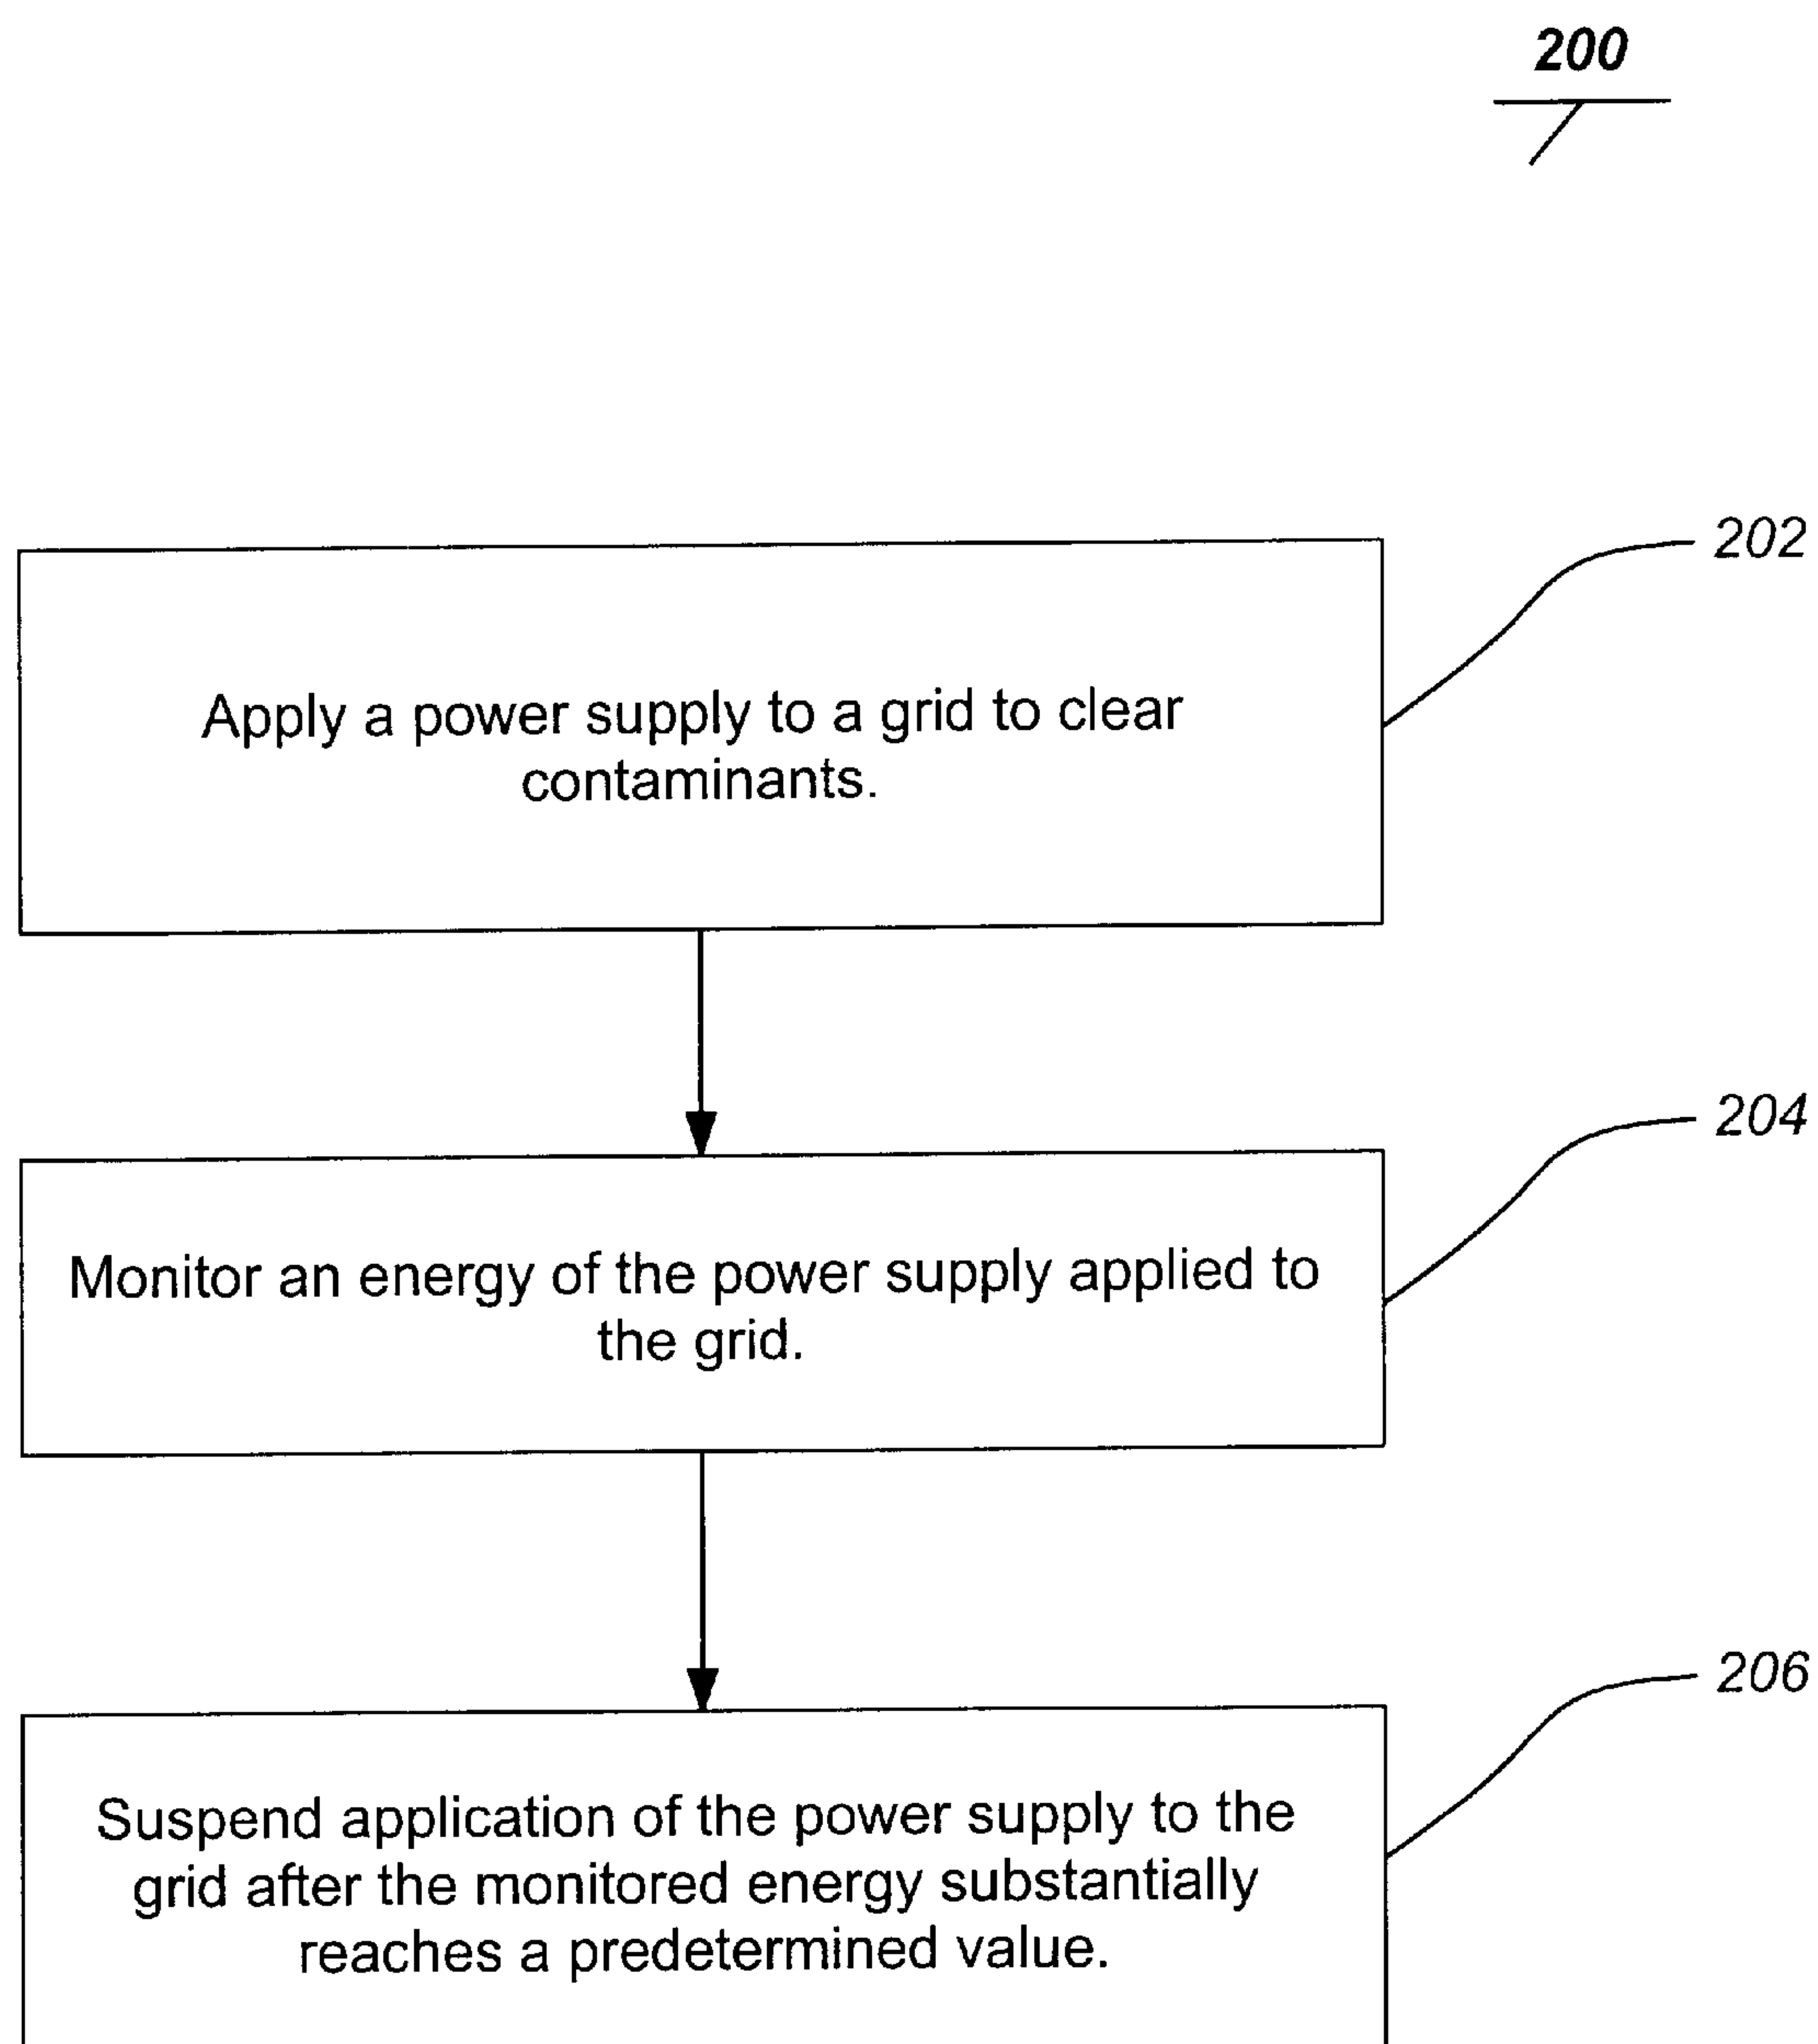 200
202
Apply a power supply to a grid to clear
contaminants.
204
Monitor an energy of the power supply applied to
the grid.
206
Suspend application of the power supply to the
grid after the monitored energy substantially
reaches a predetermined value.